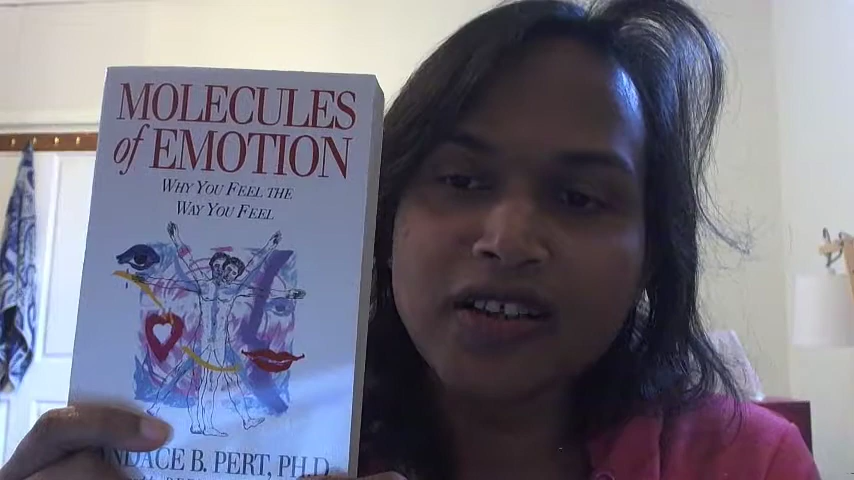 MOLECULES
of EMOTION
WHY YOU FEEL THE
WAY YOU FEEL
NDACE B. PERT, PH.D.